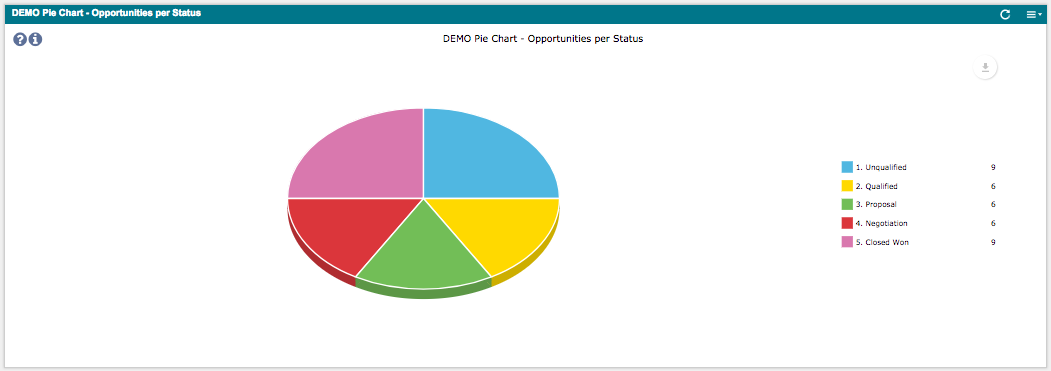 DEMO Pie Chart - Opportunities per Status
DEMO Pie Chart - Opportunities per Status
1. Unqualified 9
2. Qualified 6
3. Proposal 6
4. Negotiation 6
5. Closed Won 9